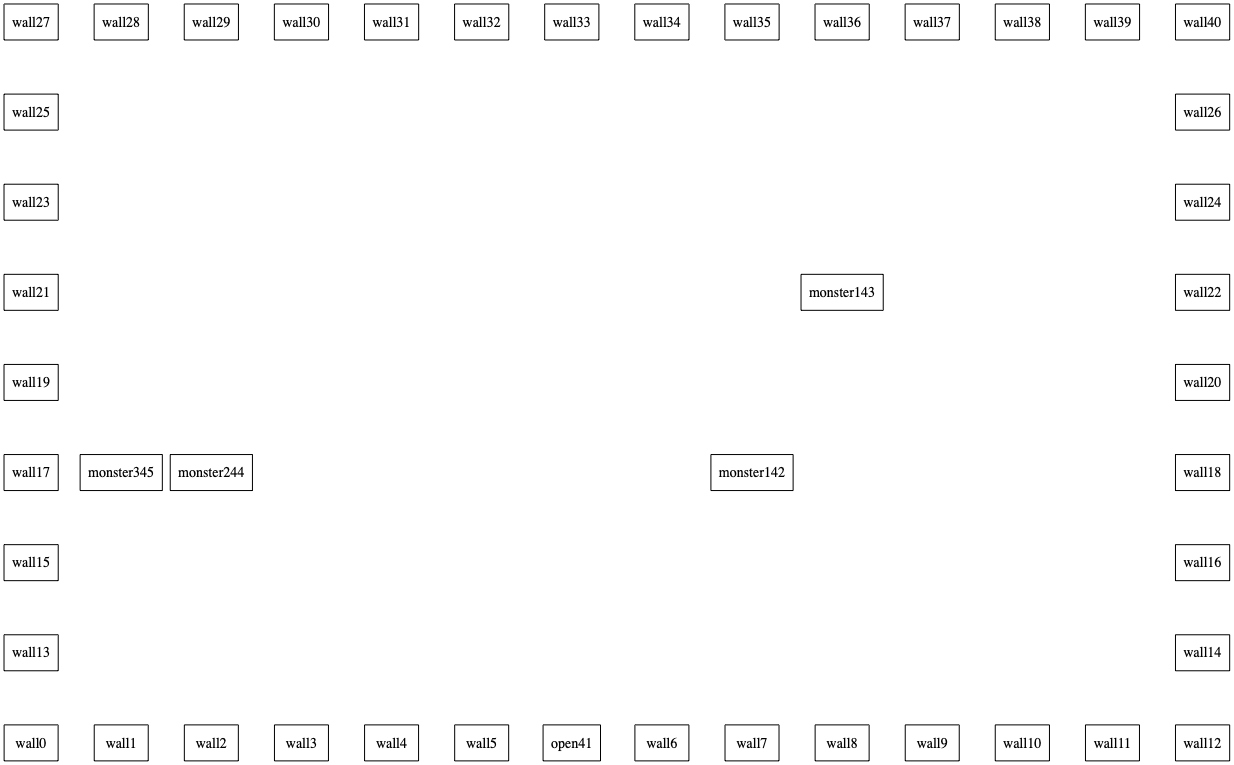 wall27 wall28 wall29 wall30 wall31 wall32 wall33 wall34 wall35 wall36 wall37 wall38 wall39 wall40
wall25 wall26
wall23 wall24
wall21 monster143 wall22
wall19 wall20
wall17 monster345 monster244 monster142 wall18
wall15 wall16
wall13 wall14
wall0 wall1 wall2 wall3 wall4 wall5 open41 wall6 wall7 wall8 wall9 wall10 wall11 wall12